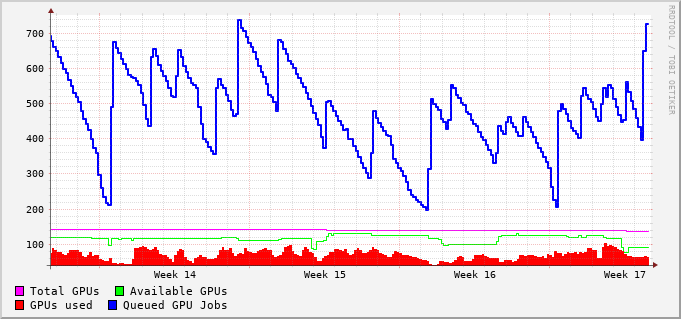 RRDTOOL / TOBI OETIKER
700
600
500
400
300
200
100
Week 14 Week 15 Week 16 Week 17
Total GPUs Available GPUs
GPUs used Queued GPU Jobs